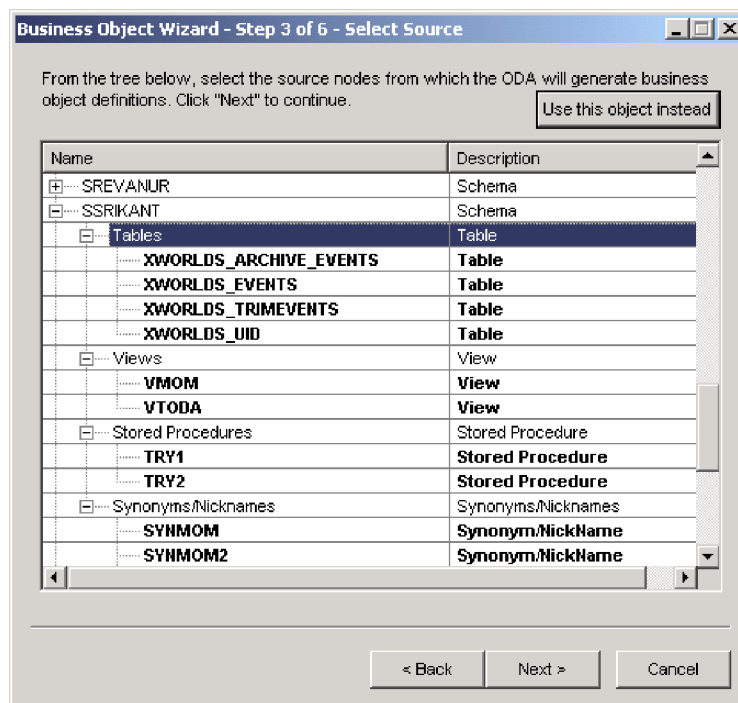 Business Object Wizard - Step 3 of 6 - Select Source
From the tree below, select the source nodes from which the ODA will generate business
object definitions. Click "Next" to continue.
Use this object instead
Name Description
SREVANUR Schema
SSRIKANT Schema
Tables Table
XWORLDS_ARCHIVE_EVENTS Table
XWORLDS_EVENTS Table
XWORLDS_TRIMEVENTS Table
XWORLDS_UID Table
Views View
VMOM View
VTODA View
Stored Procedures Stored Procedure
TRY1 Stored Procedure
TRY2 Stored Procedure
Synonyms/Nicknames Synonyms/Nicknames
SYNMOM Synonym/NickName
SYNMOM2 Synonym/NickName
< Back Next > Cancel